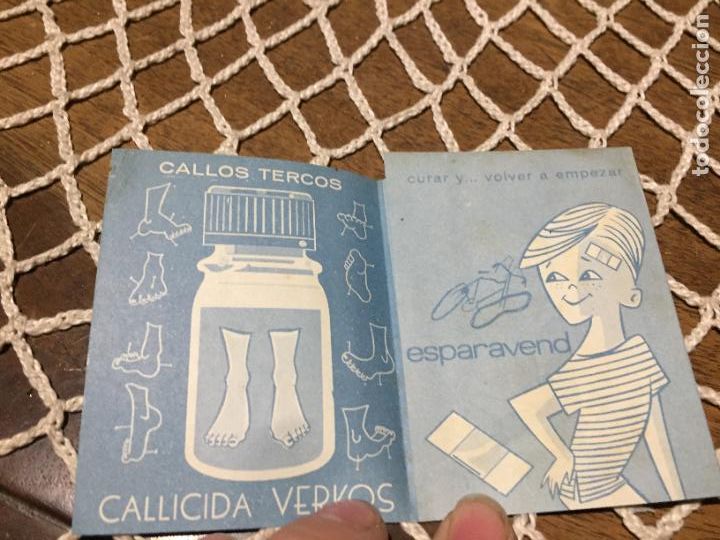 CALLOS TERCOS
CALLICIDA VERKOS
curar y... volver a empezar
esparavend
todocoleccion